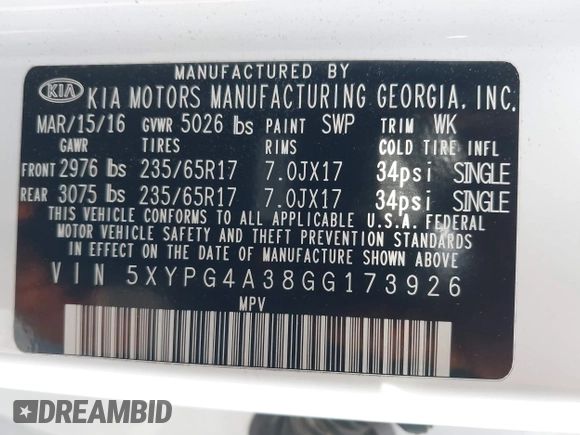 MANUFACTURED BY
KIA KIA MOTORS MANUFACTURING GEORGIA, INC.
MAR/15/16 GVWR 5026 lbs PAINT SWP TRIM WK
GAWR TIRES RIMS COLD TIRE INFL
FRONT 2976 lbs 235/65R17 7.0JX17 34psi SINGLE
REAR 3075 lbs 235/65R17 7.0JX17 34psi SINGLE
THIS VEHICLE CONFORMS TO ALL APPLICABLE U.S.A. FEDERAL
MOTOR VEHICLE SAFETY AND THEFT PREVENTION STANDARDS
IN EFFECT ON THE DATE OF MANUFACTURE SHOWN ABOVE
VIN 5XYPG4A38GG173926
MPV
DREAMBID